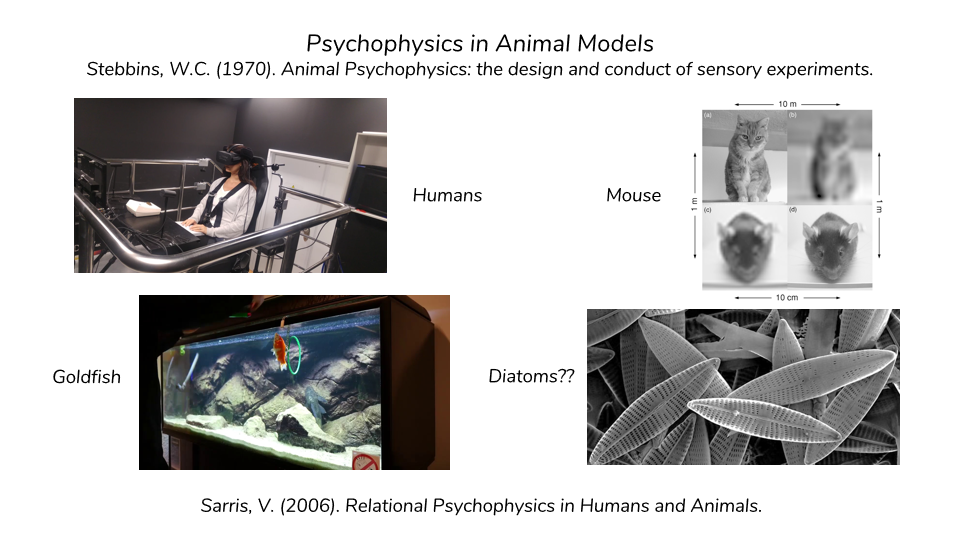 Psychophysics in Animal Models
Stebbins, W.C. (1970). Animal Psychophysics: the design and conduct of sensory experiments.
Humans
Mouse
10 m
(a)
(b)
1 m
1 m
(c)
(d)
10 cm
Goldfish
Diatoms??
Sarris, V. (2006). Relational Psychophysics in Humans and Animals.